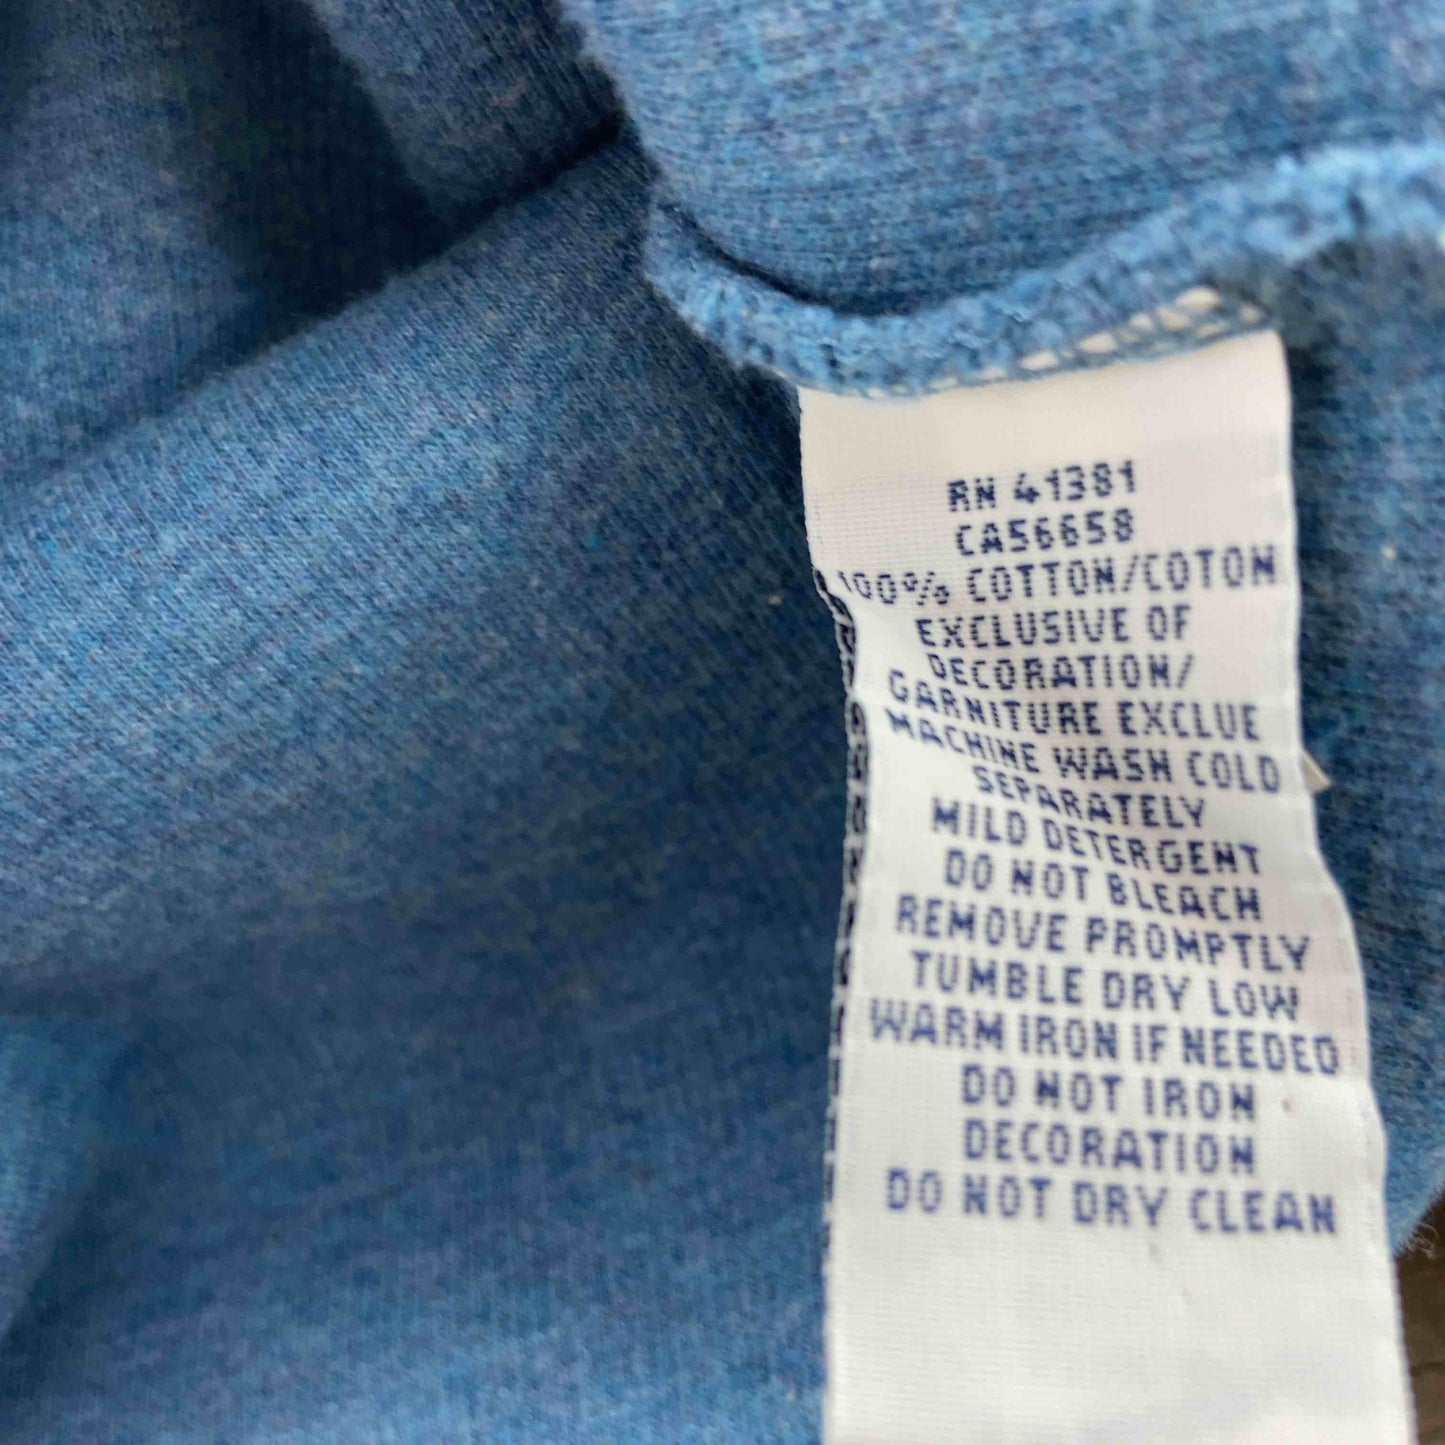 RN 41381
CA56658
100% COTTON/COTON
EXCLUSIVE OF
DECORATION/
GARNITURE EXCLUE
MACHINE WASH COLD
SEPARATELY
MILD DETERGENT
DO NOT BLEACH
REMOVE PROMPTLY
TUMBLE DRY LOW
WARM IRON IF NEEDED
DO NOT IRON
DECORATION
DO NOT DRY CLEAN